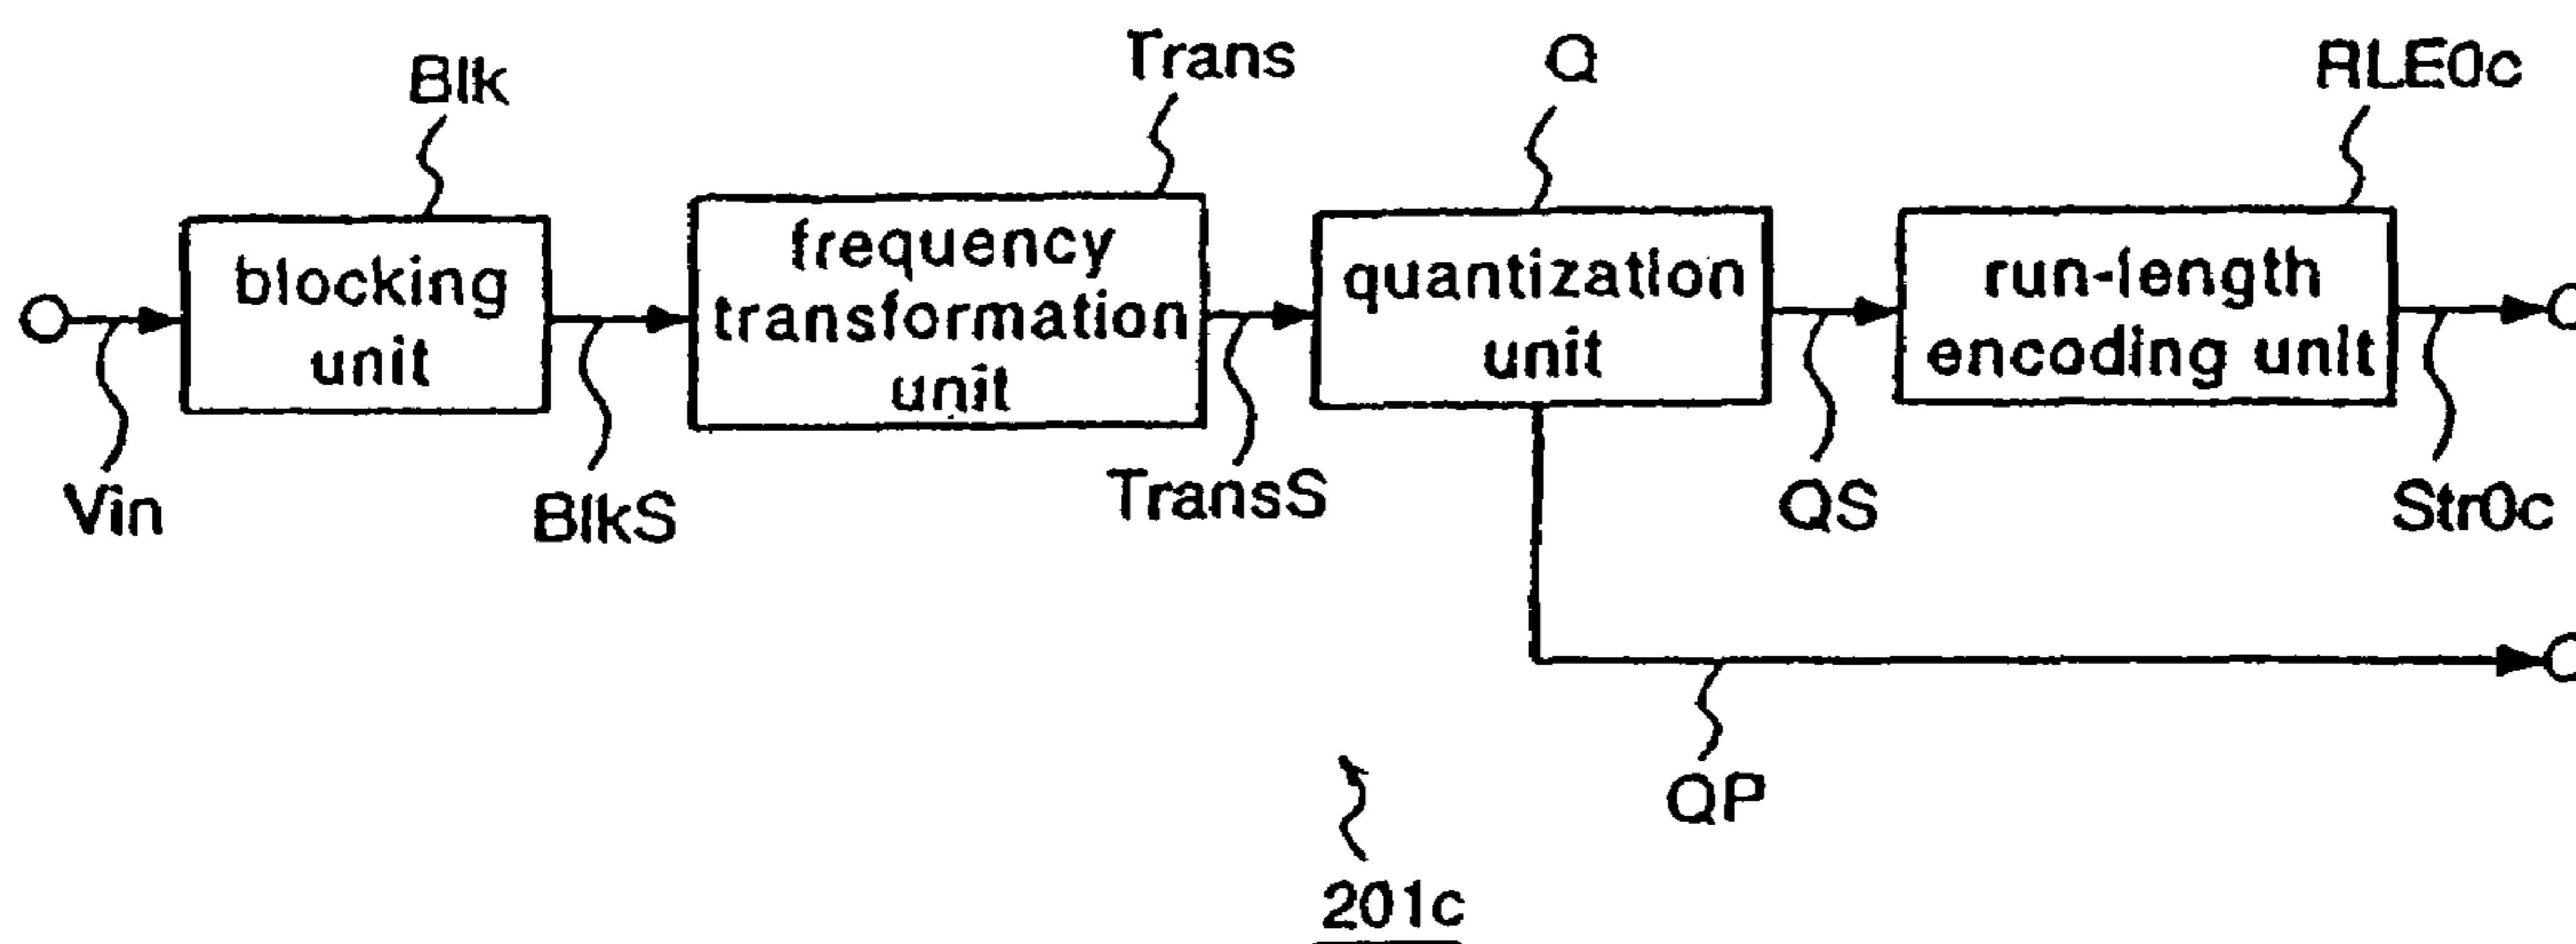 Blk
Trans
Q
RLE0c
blocking
unit
frequency
transformation
unit
quantization
unit
run-length
encoding unit
Vin
BlkS
TransS
QS
Str0c
QP
201c